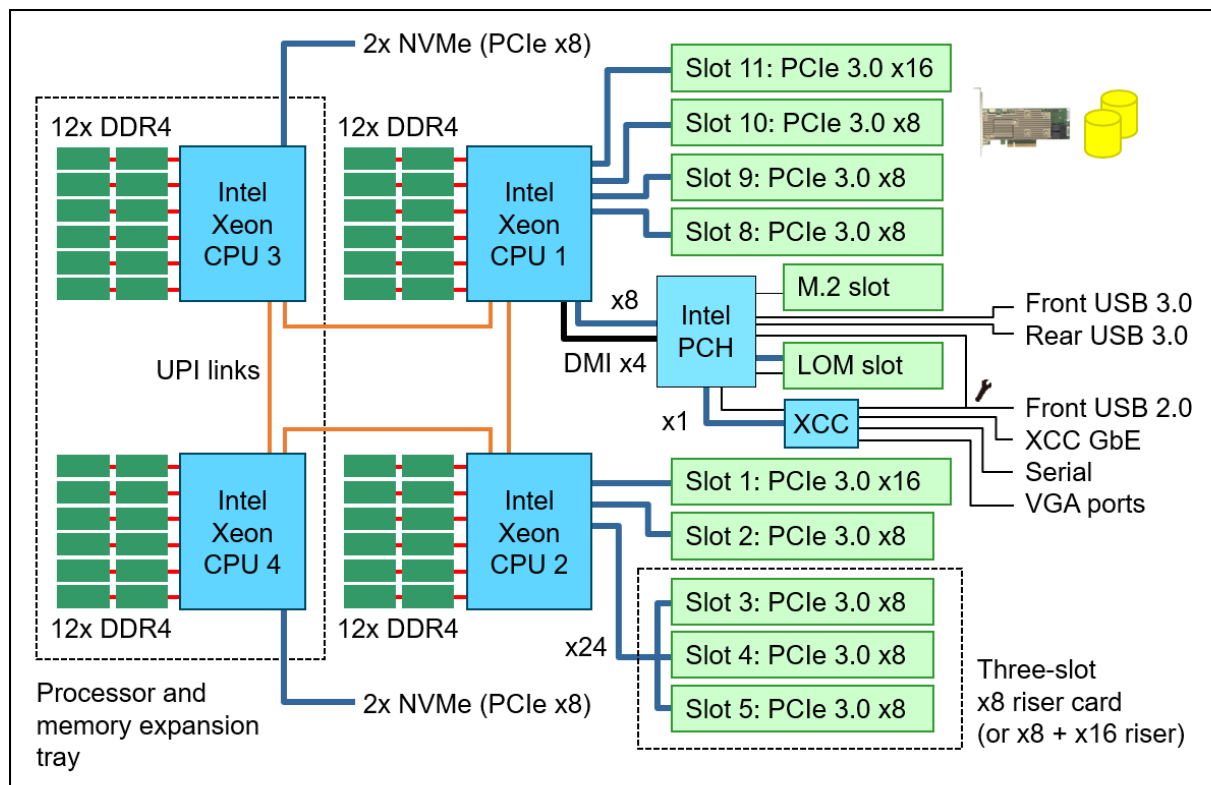 2x NVMe (PCIe x8)
12x DDR4
12x DDR4
Intel
Xeon
CPU 3
Intel
Xeon
CPU 1
Slot 11: PCIe 3.0 x16
Slot 10: PCIe 3.0 x8
Slot 9: PCIe 3.0 x8
Slot 8: PCIe 3.0 x8
x8
Intel
PCH
M.2 slot
Front USB 3.0
Rear USB 3.0
UPI links
DMI x4
LOM slot
x1
XCC
Front USB 2.0
XCC GbE
Serial
VGA ports
Intel
Xeon
CPU 4
Intel
Xeon
CPU 2
12x DDR4
12x DDR4
Slot 1: PCIe 3.0 x16
Slot 2: PCIe 3.0 x8
x24
Slot 3: PCIe 3.0 x8
Slot 4: PCIe 3.0 x8
Slot 5: PCIe 3.0 x8
Three-slot
x8 riser card
(or x8 + x16 riser)
2x NVMe (PCIe x8)
Processor and
memory expansion
tray